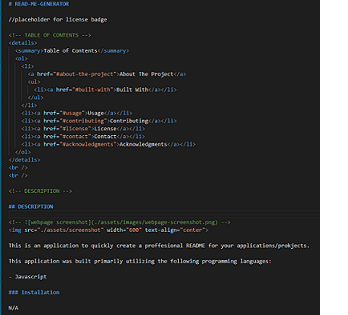 # READ-ME-GENERATOR
//placeholder for license badge
<!-- TABLE OF CONTENTS -->
<details>
<summary>Table of Contents</summary>
<ol>
<li>
<a href="#about-the-project">About The Project</a>
<ul>
<li><a href="#built-with">Built With</a></li>
</ul>
</li>
<li><a href="#usage">Usage</a></li>
<li><a href="#contributing">Contributing</a></li>
<li><a href="#license">License</a></li>
<li><a href="#contact">Contact</a></li>
<li><a href="#acknowledgments">Acknowledgments</a></li>
</ol>
</details>
<br />
<br />
<!-- DESCRIPTION -->
## DESCRIPTION
<!-- ![webpage screenshot](./assets/images/webpage-screenshot.png) -->
<img src="./assets/screenshot" width="600" text-align="center">
This is an application to quickly create a proffesional README for your applications/prokjects.
This application was built primarily utilizing the following programming languages:
- Javascript
### Installation
N/A